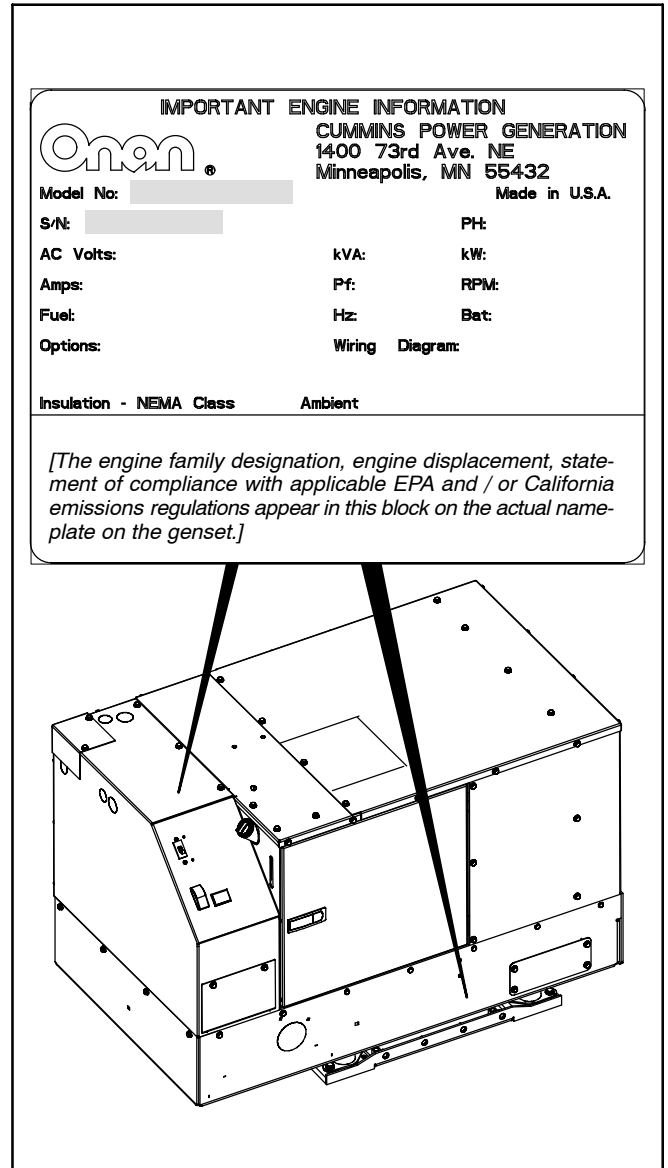 IMPORTANT ENGINE INFORMATION
Onan ®
CUMMINS POWER GENERATION
1400 73rd Ave. NE
Minneapolis, MN 55432
Model No:
Made in U.S.A.
S/N:
PH:
AC Volts:
kVA:
kW:
Amps:
Pf:
RPM:
Fuel:
Hz:
Bat:
Options:
Wiring Diagram:
Insulation - NEMA Class
Ambient
[The engine family designation, engine displacement, state-
ment of compliance with applicable EPA and / or California
emissions regulations appear in this block on the actual name-
plate on the genset.]